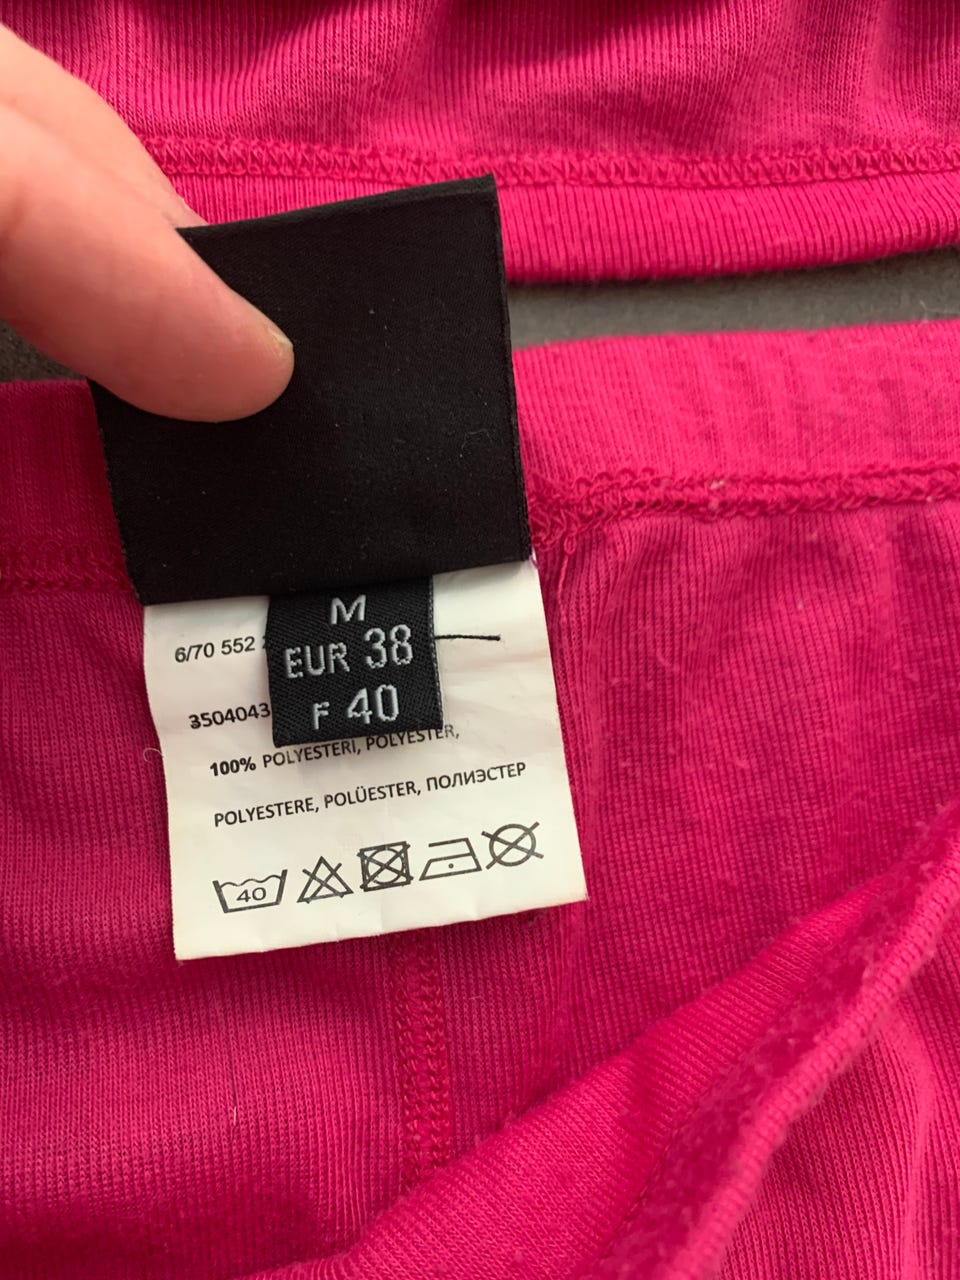 M
EUR 38
F 40
6/70 552
3504043
100% POLYESTERI, POLYESTER,
POLYESTERE, POLÜESTER, ПОЛИЭСТЕР
40